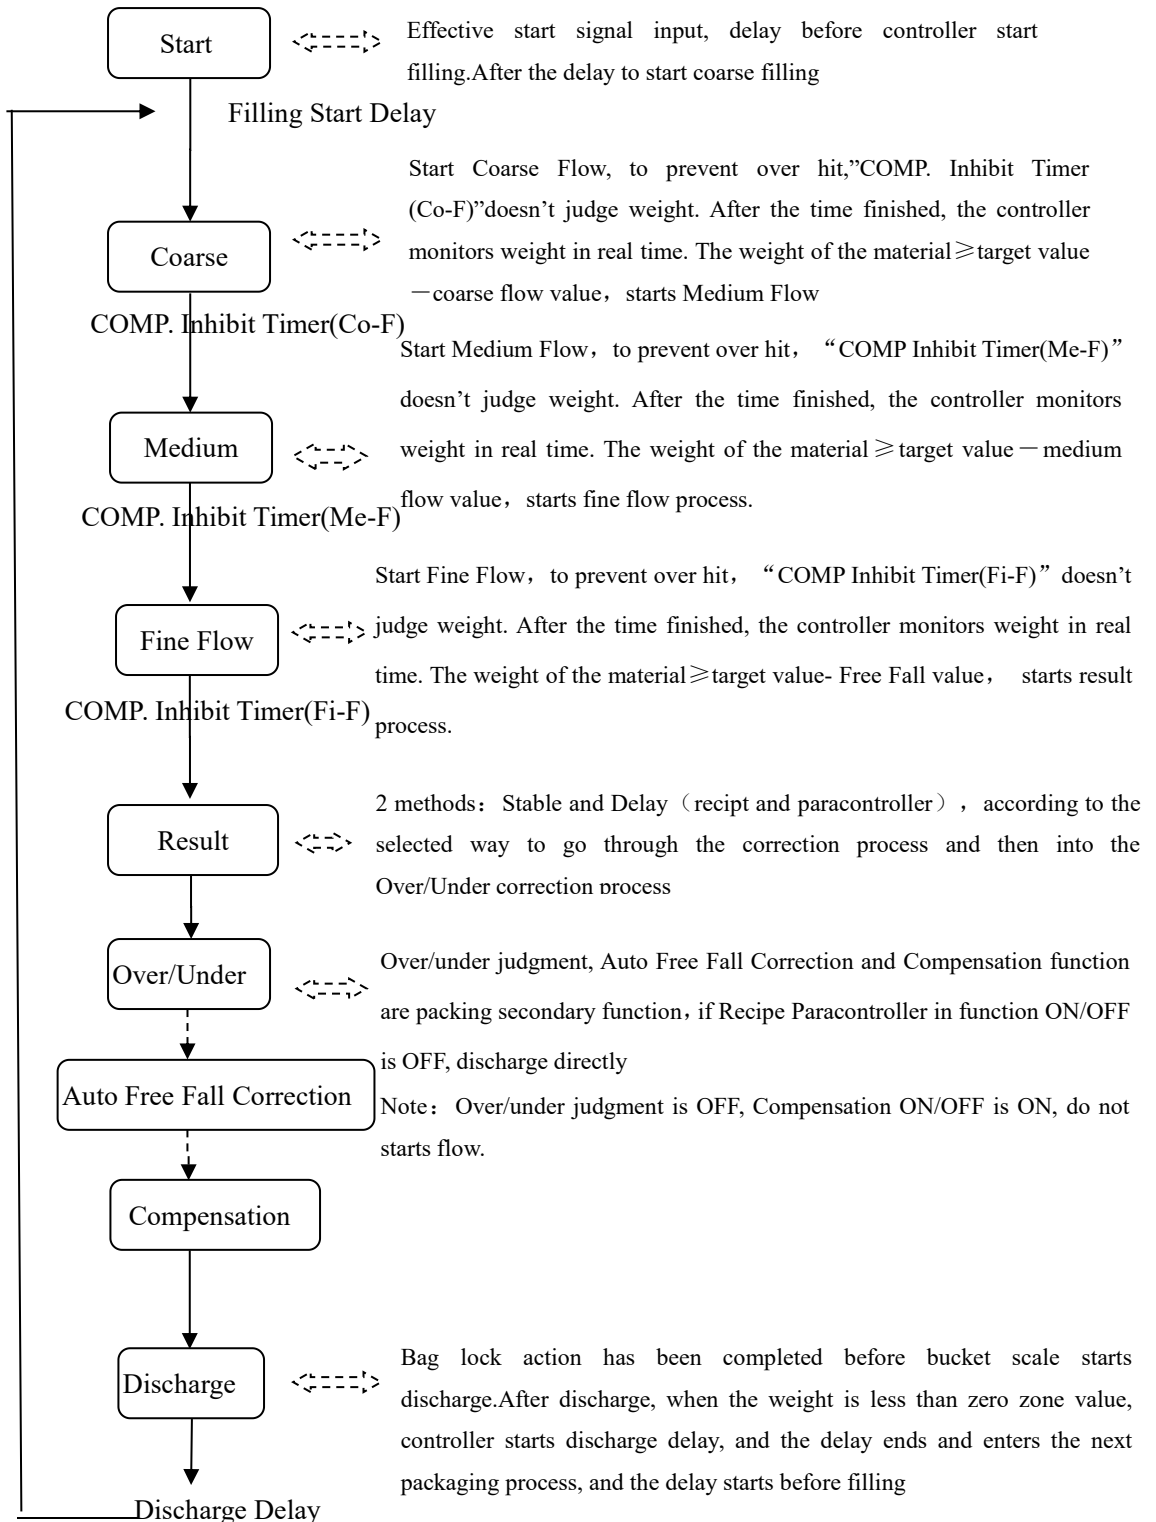 Start
Effective start signal input, delay before controller start
filling.After the delay to start coarse filling
Filling Start Delay
Start Coarse Flow, to prevent over hit,”COMP. Inhibit Timer
(Co-F)”doesn’t judge weight. After the time finished, the controller
Coarse
monitors weight in real time. The weight of the material≥target value
－coarse flow value，starts Medium Flow
COMP. Inhibit Timer(Co-F)
Start Medium Flow，to prevent over hit，“COMP Inhibit Timer(Me-F)”
doesn’t judge weight. After the time finished, the controller monitors
Medium
weight in real time. The weight of the material≥target value－medium
flow value，starts fine flow process.
COMP. Inhibit Timer(Me-F)
Start Fine Flow，to prevent over hit，“COMP Inhibit Timer(Fi-F)”doesn’t
Fine Flow
judge weight. After the time finished, the controller monitors weight in real
time. The weight of the material≥target value- Free Fall value， starts result
process.
COMP. Inhibit Timer(Fi-F)
2 methods：Stable and Delay（recipt and paracontroller），according to the
Result
selected way to go through the correction process and then into the
Over/Under correction process
Over/Under
Over/under judgment, Auto Free Fall Correction and Compensation function
are packing secondary function，if Recipe Paracontroller in function ON/OFF
is OFF, discharge directly
Auto Free Fall Correction
Note：Over/under judgment is OFF, Compensation ON/OFF is ON, do not
starts flow.
Compensation
Discharge
Bag lock action has been completed before bucket scale starts
discharge.After discharge, when the weight is less than zero zone value,
controller starts discharge delay, and the delay ends and enters the next
packaging process, and the delay starts before filling
Discharge Delay